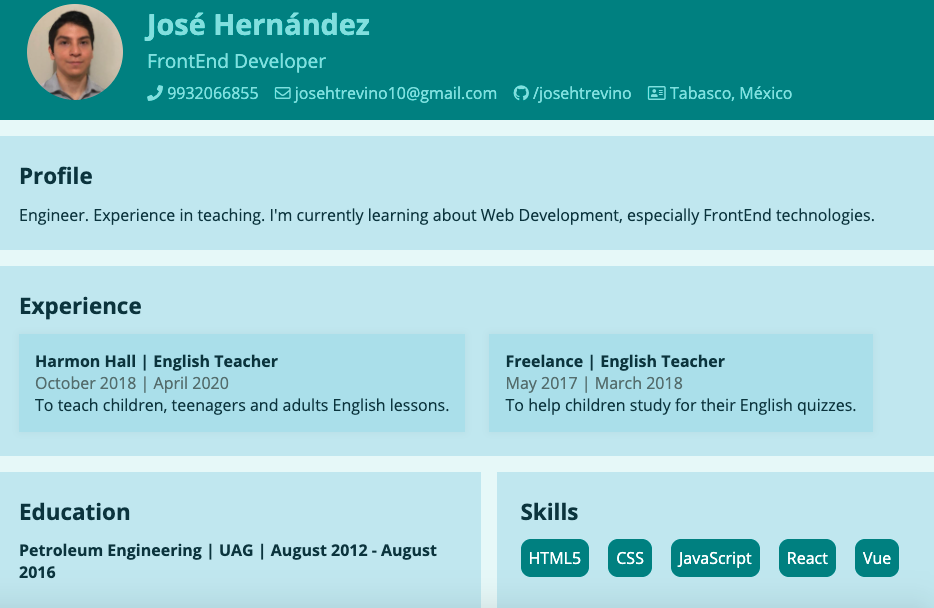 José Hernández
FrontEnd Developer
9932066855 josehtrevino10@gmail.com /josehtrevino Tabasco, México
Profile
Engineer. Experience in teaching. I'm currently learning about Web Development, especially FrontEnd technologies.
Experience
Harmon Hall | English Teacher
October 2018 | April 2020
To teach children, teenagers and adults English lessons.
Freelance | English Teacher
May 2017 | March 2018
To help children study for their English quizzes.
Education
Petroleum Engineering | UAG | August 2012 - August
2016
Skills
HTML5 CSS JavaScript React Vue